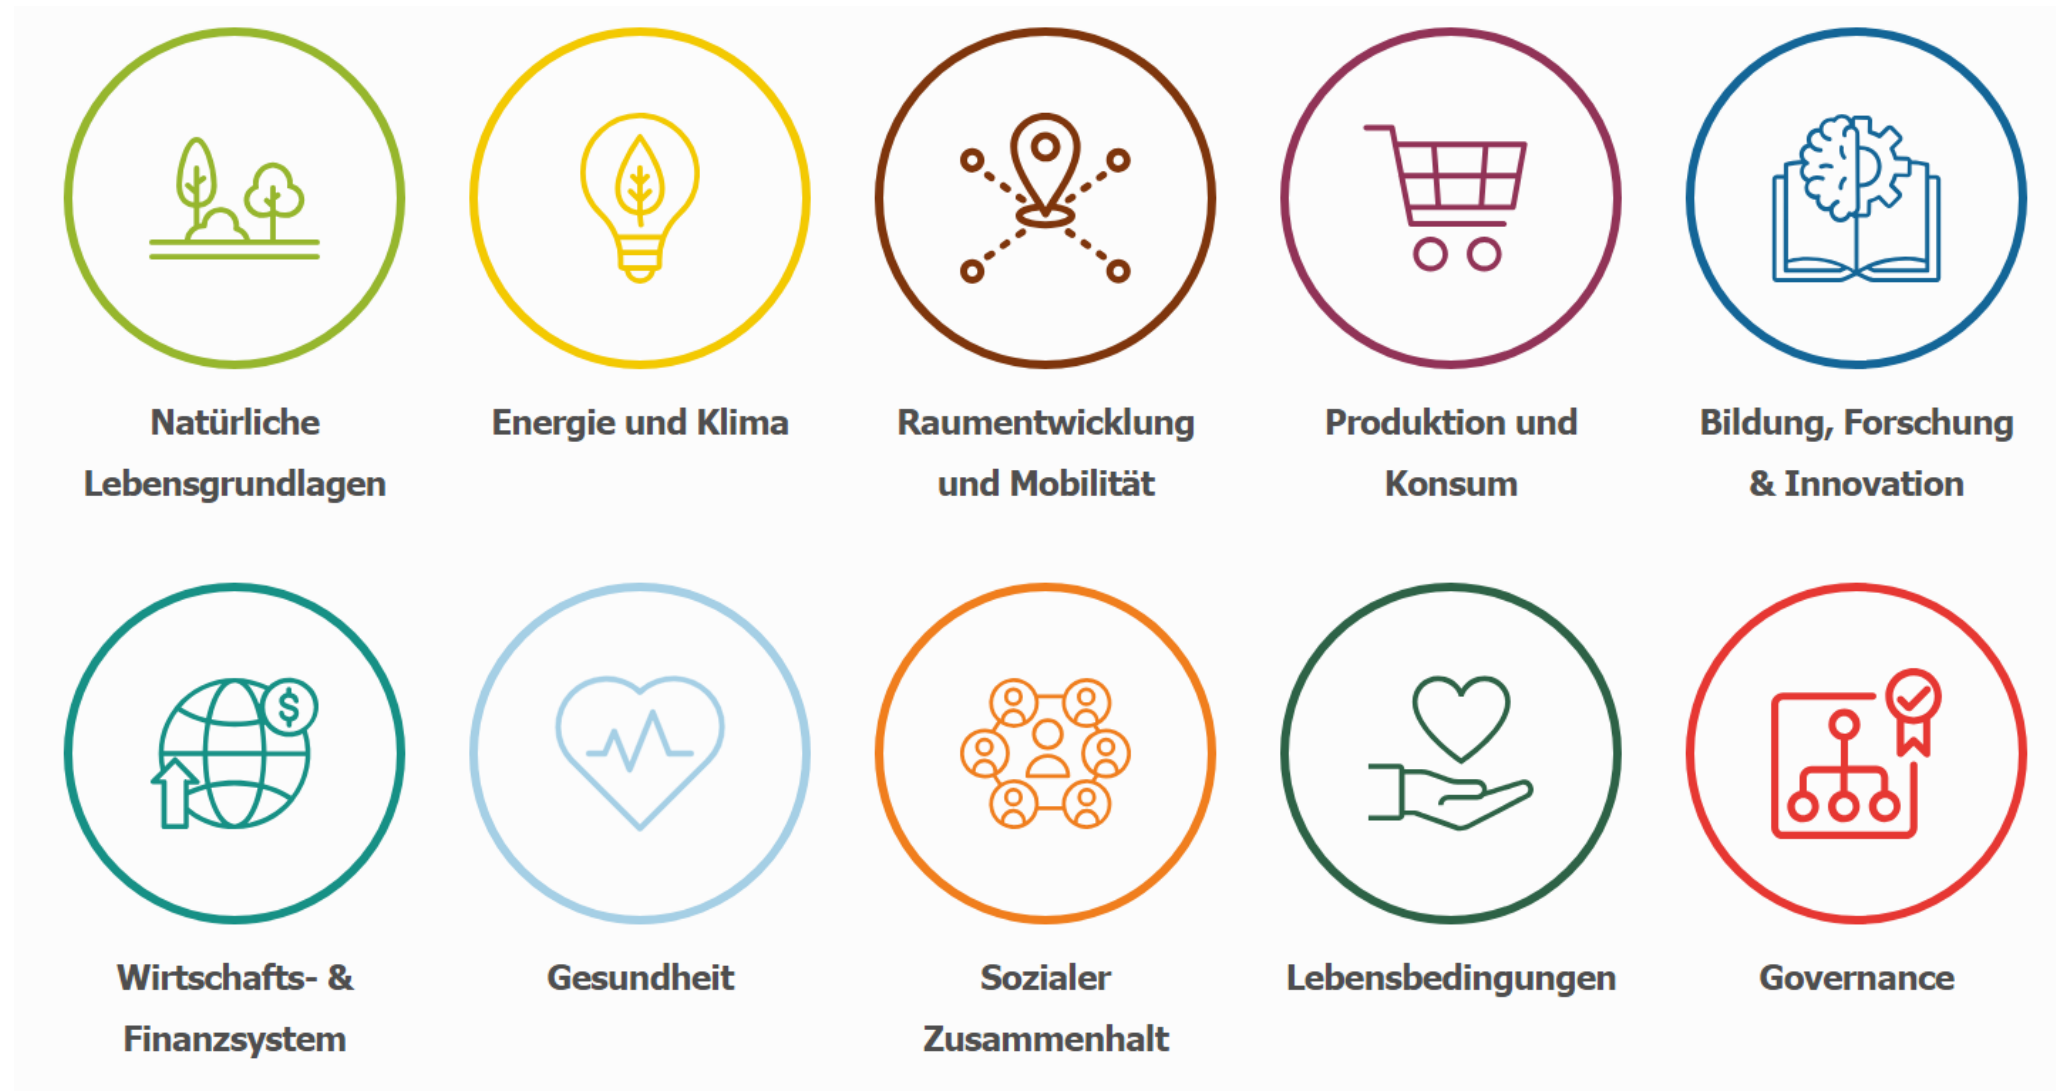 Natürliche
Lebensgrundlagen
Energie und Klima
Raumentwicklung
und Mobilität
Produktion und
Konsum
Bildung, Forschung
& Innovation
$
Wirtschafts- &
Finanzsystem
Gesundheit
Sozialer
Zusammenhalt
Lebensbedingungen
Governance